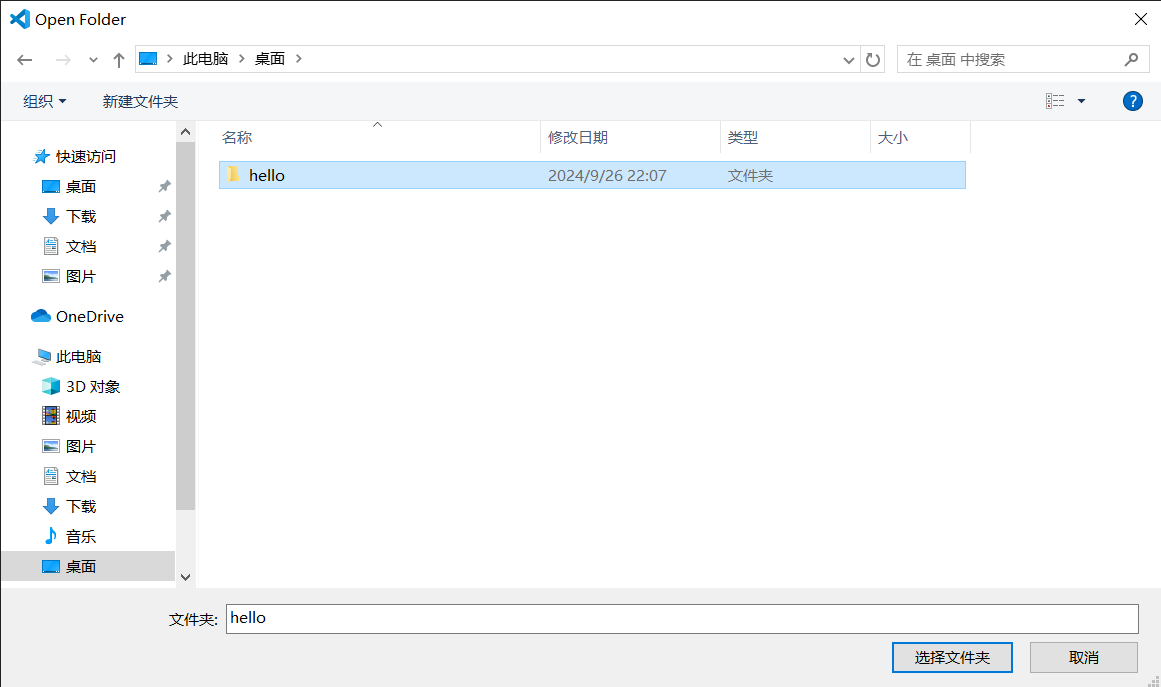 Open Folder
此电脑 桌面
在 桌面 中搜索
组织 新建文件夹
名称 修改日期 类型 大小
hello 2024/9/26 22:07 文件夹
快速访问
桌面
下载
文档
图片
OneDrive
此电脑
3D 对象
视频
图片
文档
下载
音乐
桌面
文件夹: hello
选择文件夹 取消